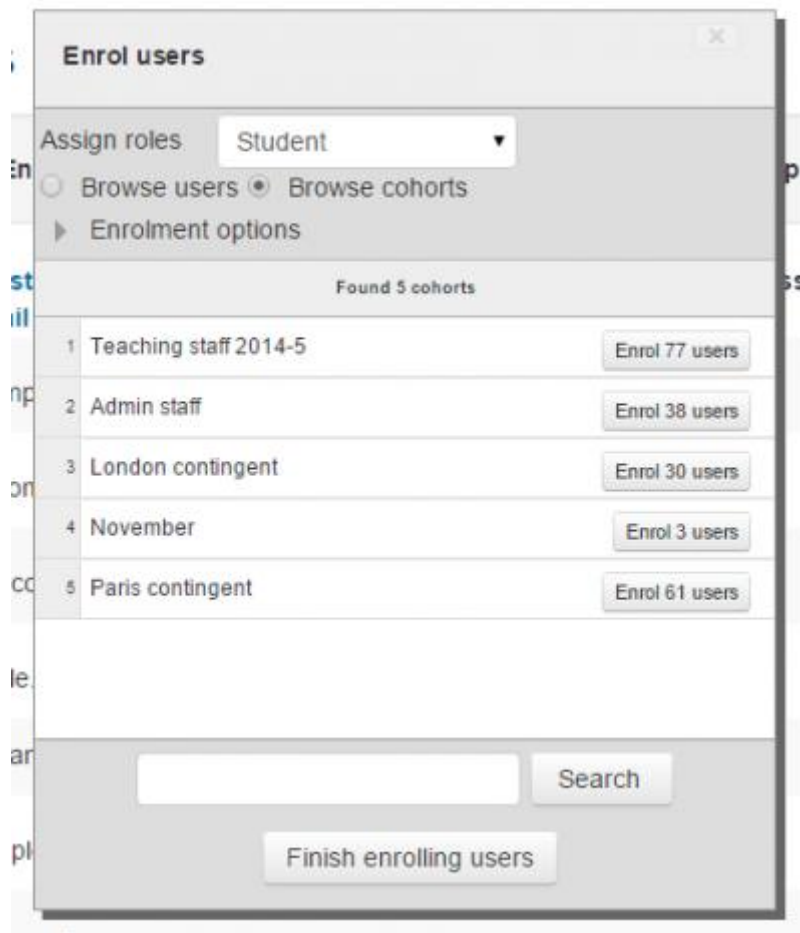 Enrol users
Assign roles Student
Browse users Browse cohorts
Enrolment options
Found 5 cohorts
1 Teaching staff 2014-5 Enrol 77 users
2 Admin staff Enrol 38 users
3 London contingent Enrol 30 users
4 November Enrol 3 users
5 Paris contingent Enrol 61 users
Search
Finish enrolling users